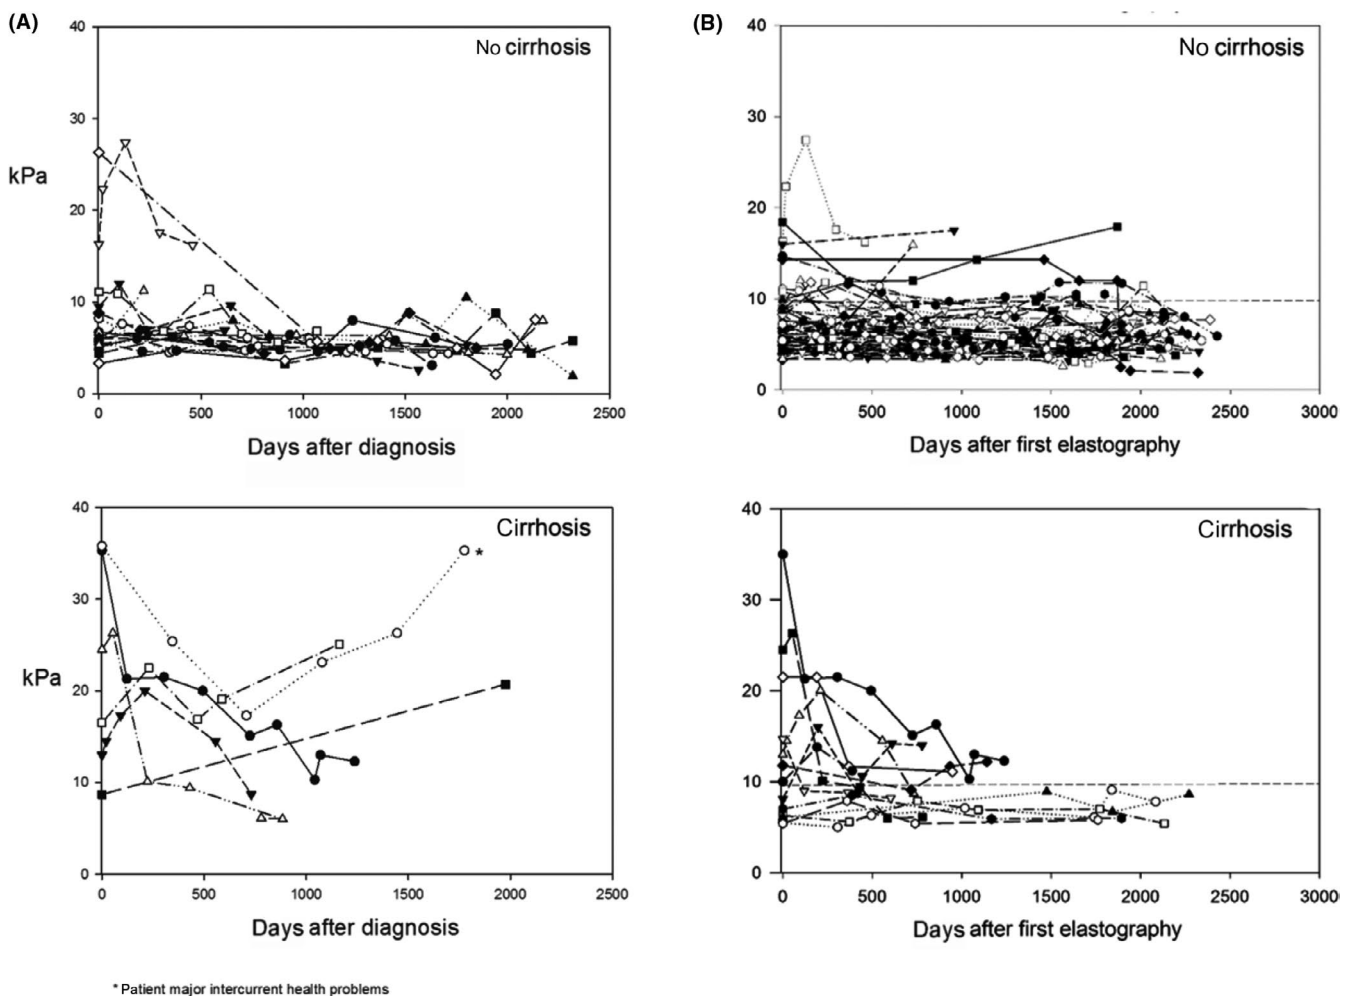 (A)
No cirrhosis
40
30
20
10
0
kPa
0 500 1000 1500 2000 2500
Days after diagnosis
(B)
No cirrhosis
40
30
20
10
0
0 500 1000 1500 2000 2500 3000
Days after first elastography
Cirrhosis
40
30
20
10
0
kPa
*
0 500 1000 1500 2000 2500
Days after diagnosis
Cirrhosis
40
30
20
10
0
0 500 1000 1500 2000 2500 3000
Days after first elastography
* Patient major intercurrent health problems